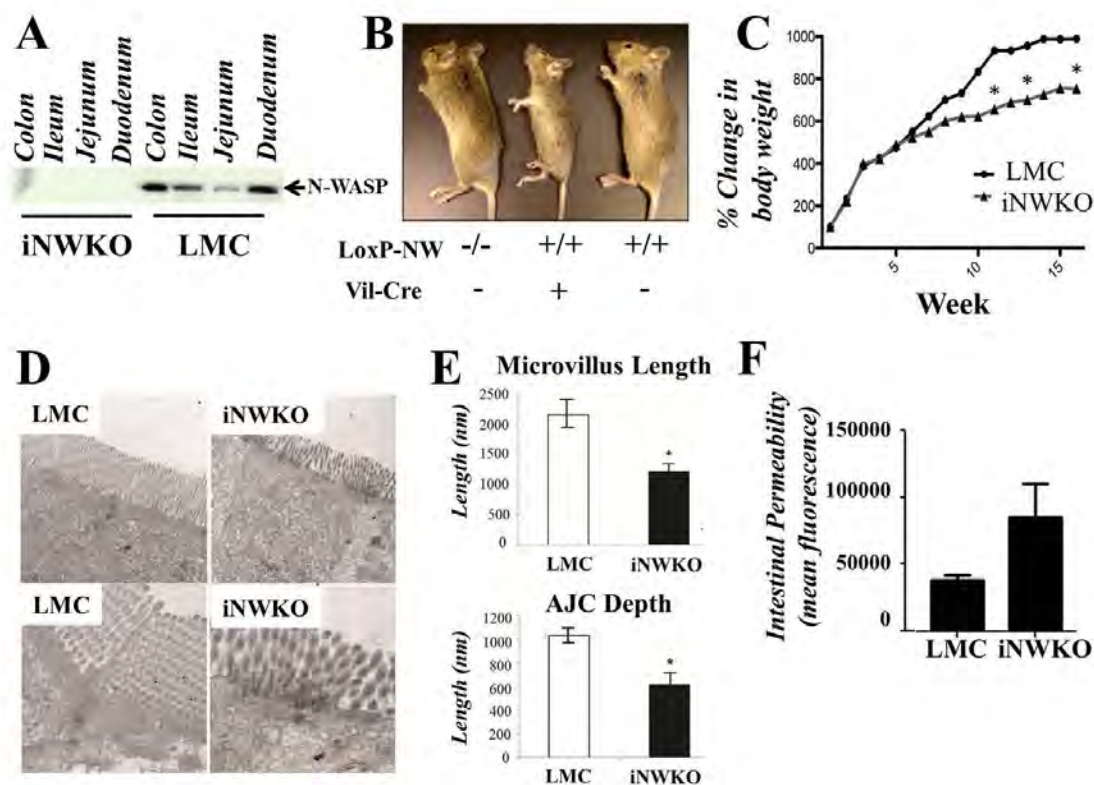 A
Colon
Ileum
Jejunum
Duodenum
Colon
Ileum
Jejunum
Duodenum
N-WASP
iNWKO LMC
B
LoxP-NW -/- +/+ +/+
Vil-Cre - + -
C
% Change in
body weight
1000
800
600
400
200
0
* * *
LMC
iNWKO
5 10 15
Week
D
LMC iNWKO
LMC iNWKO
E
Microvillus Length
Length (nm)
2500
2000
1500
1000
500
0
*
LMC iNWKO
AJC Depth
Length (nm)
1200
1000
800
600
400
200
0
*
LMC iNWKO
F
Intestinal Permeability
(mean fluorescence)
150000
100000
50000
0
LMC iNWKO